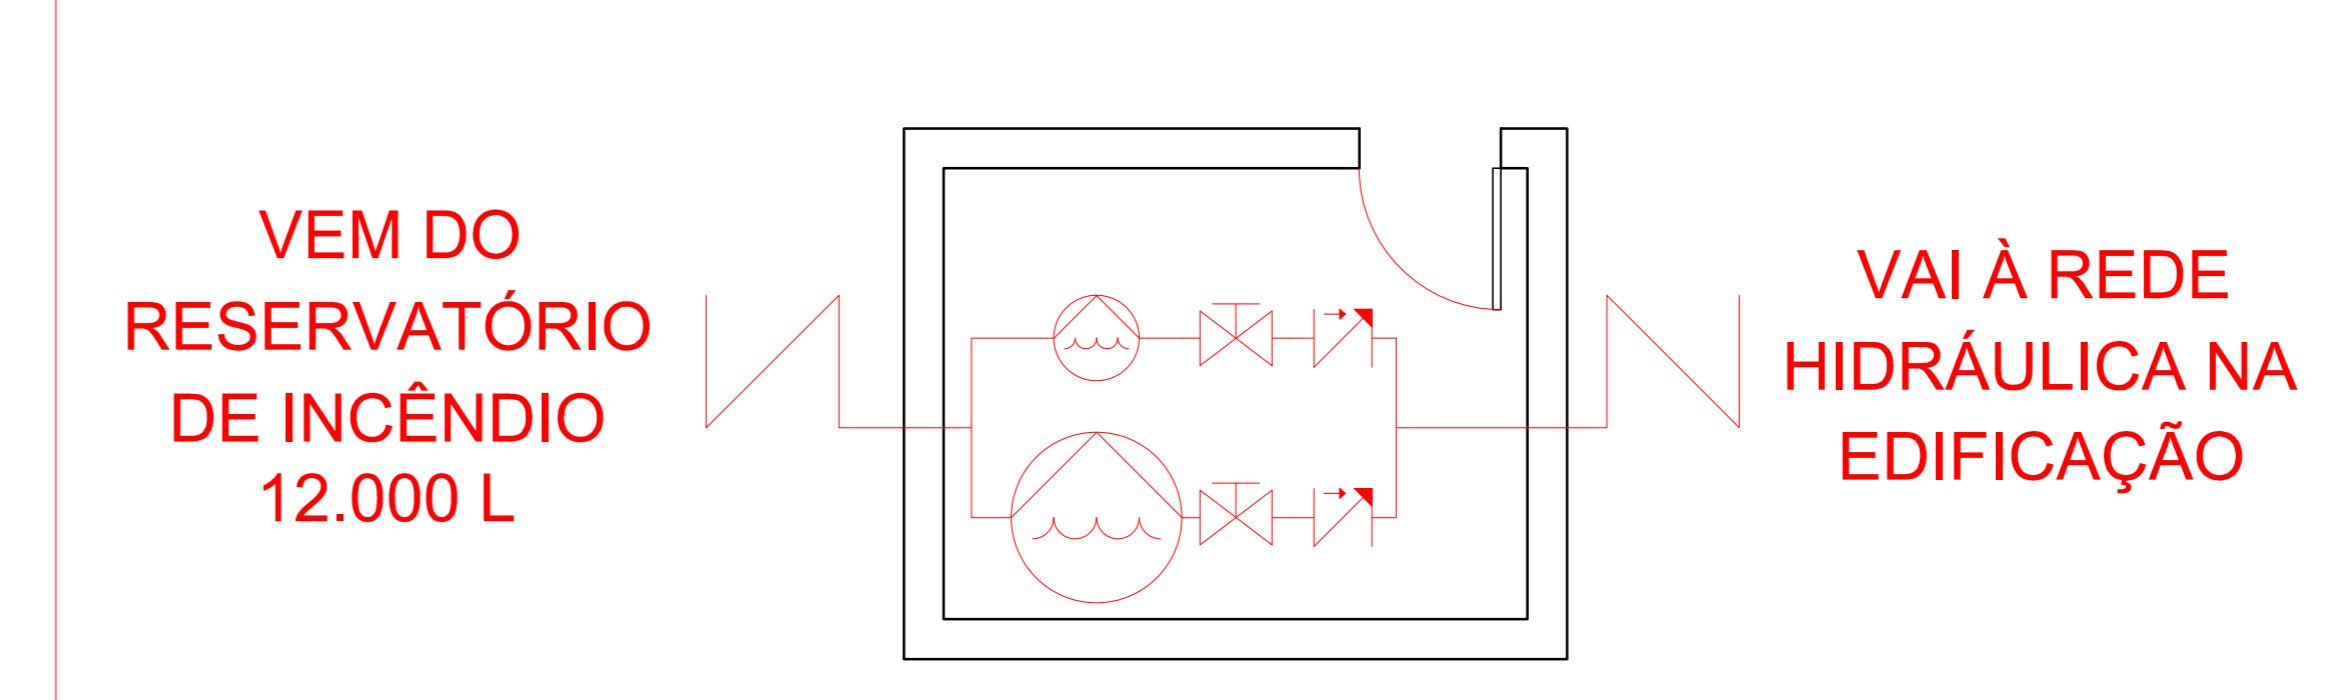 VEM DO
RESERVATÓRIO
DE INCÊNDIO
12.000 L
VAI À REDE
HIDRÁULICA NA
EDIFICAÇÃO